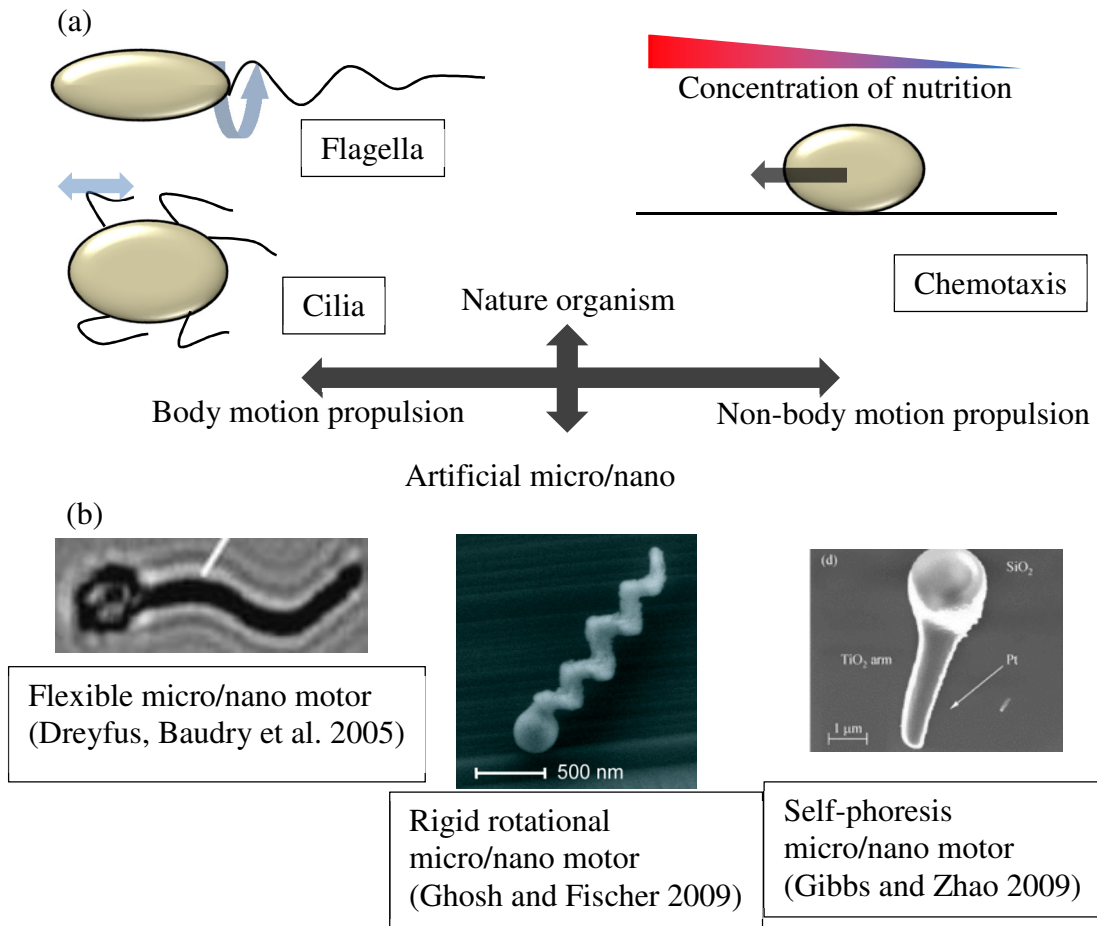 (a)
Flagella
Concentration of nutrition
Cilia
Chemotaxis
Nature organism
Body motion propulsion
Non-body motion propulsion
Artificial micro/nano
(b)
Flexible micro/nano motor
(Dreyfus, Baudry et al. 2005)
500 nm
Rigid rotational
micro/nano motor
(Ghosh and Fischer 2009)
(d)
SiO₂
TiO₂ arm
Pt
1 μm
Self-phoresis
micro/nano motor
(Gibbs and Zhao 2009)